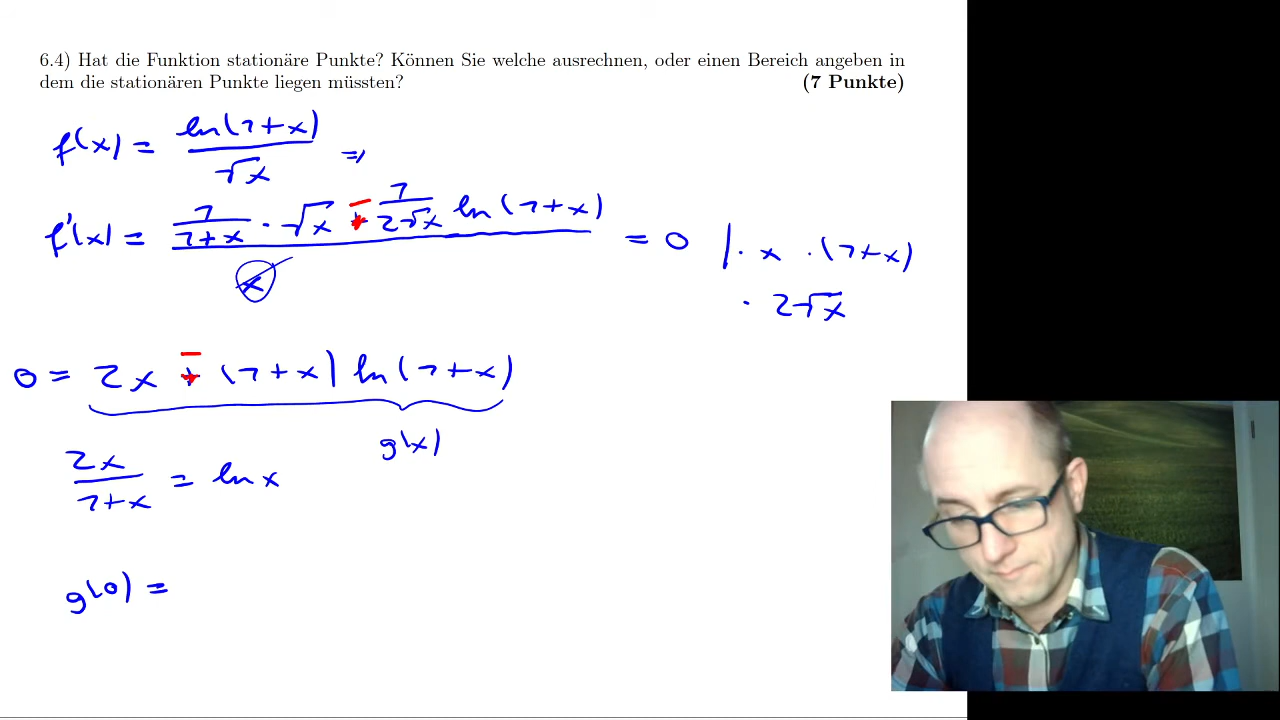 6.4) Hat die Funktion stationäre Punkte? Können Sie welche ausrechnen, oder einen Bereich angeben in
dem die stationären Punkte liegen müssten? (7 Punkte)
f(x) = ln(1+x) / √x ⇒
f'(x) = (1/(1+x) · √x − 1/(2√x) ln(1+x)) / x = 0 | · x · (1+x)
· 2√x
0 = 2x − (1+x) ln(1+x)
g(x)
2x/(1+x) = ln x
g(0) =